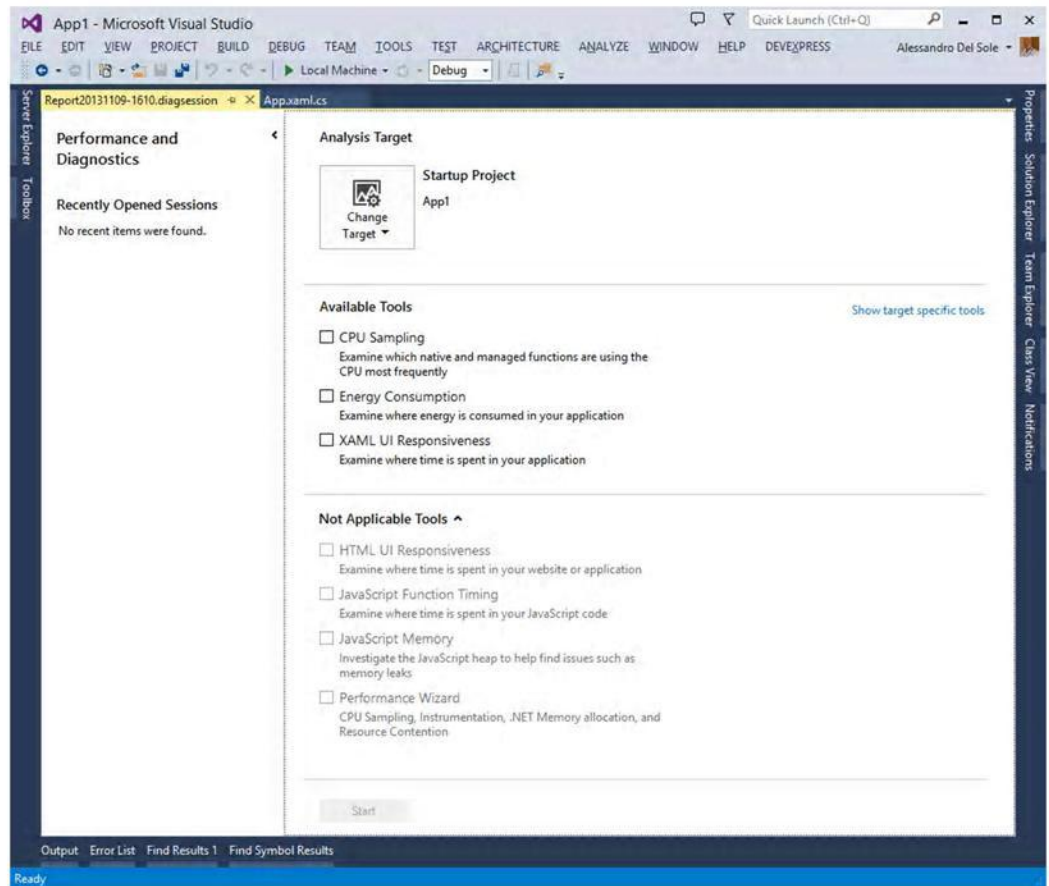 App1 - Microsoft Visual Studio
Quick Launch (Ctrl+Q)
FILE EDIT VIEW PROJECT BUILD DEBUG TEAM TOOLS TEST ARCHITECTURE ANALYZE WINDOW HELP DEVEXPRESS Alessandro Del Sole
Local Machine Debug
Server Explorer
Toolbox
Report20131109-1610.diagsession App.xaml.cs
Performance and
Diagnostics
Recently Opened Sessions
No recent items were found.
Analysis Target
Change
Target
Startup Project
App1
Available Tools
Show target specific tools
CPU Sampling
Examine which native and managed functions are using the
CPU most frequently
Energy Consumption
Examine where energy is consumed in your application
XAML UI Responsiveness
Examine where time is spent in your application
Not Applicable Tools
HTML UI Responsiveness
Examine where time is spent in your website or application
JavaScript Function Timing
Examine where time is spent in your JavaScript code
JavaScript Memory
Investigate the JavaScript heap to help find issues such as
memory leaks
Performance Wizard
CPU Sampling, Instrumentation, .NET Memory allocation, and
Resource Contention
Start
Properties
Solution Explorer
Team Explorer
Class View
Notifications
Output Error List Find Results 1 Find Symbol Results
Ready